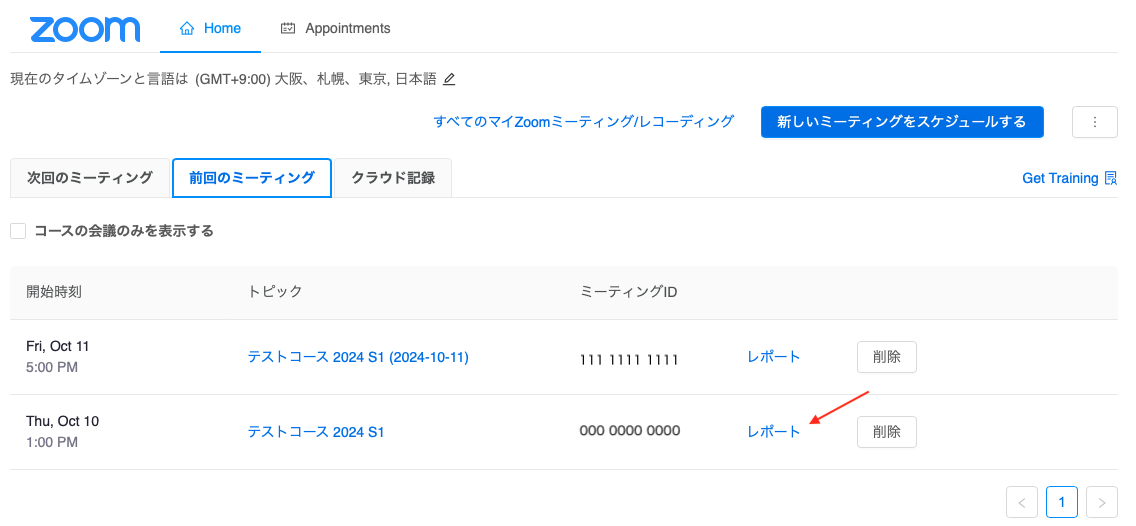 zoom Home Appointments
現在のタイムゾーンと言語は (GMT+9:00) 大阪、札幌、東京, 日本語
すべてのマイZoomミーティング/レコーディング 新しいミーティングをスケジュールする
次回のミーティング 前回のミーティング クラウド記録 Get Training
コースの会議のみを表示する
開始時刻 トピック ミーティングID
Fri, Oct 11
5:00 PM
テストコース 2024 S1 (2024-10-11) 111 1111 1111 レポート 削除
Thu, Oct 10
1:00 PM
テストコース 2024 S1 000 0000 0000 レポート 削除
< 1 >